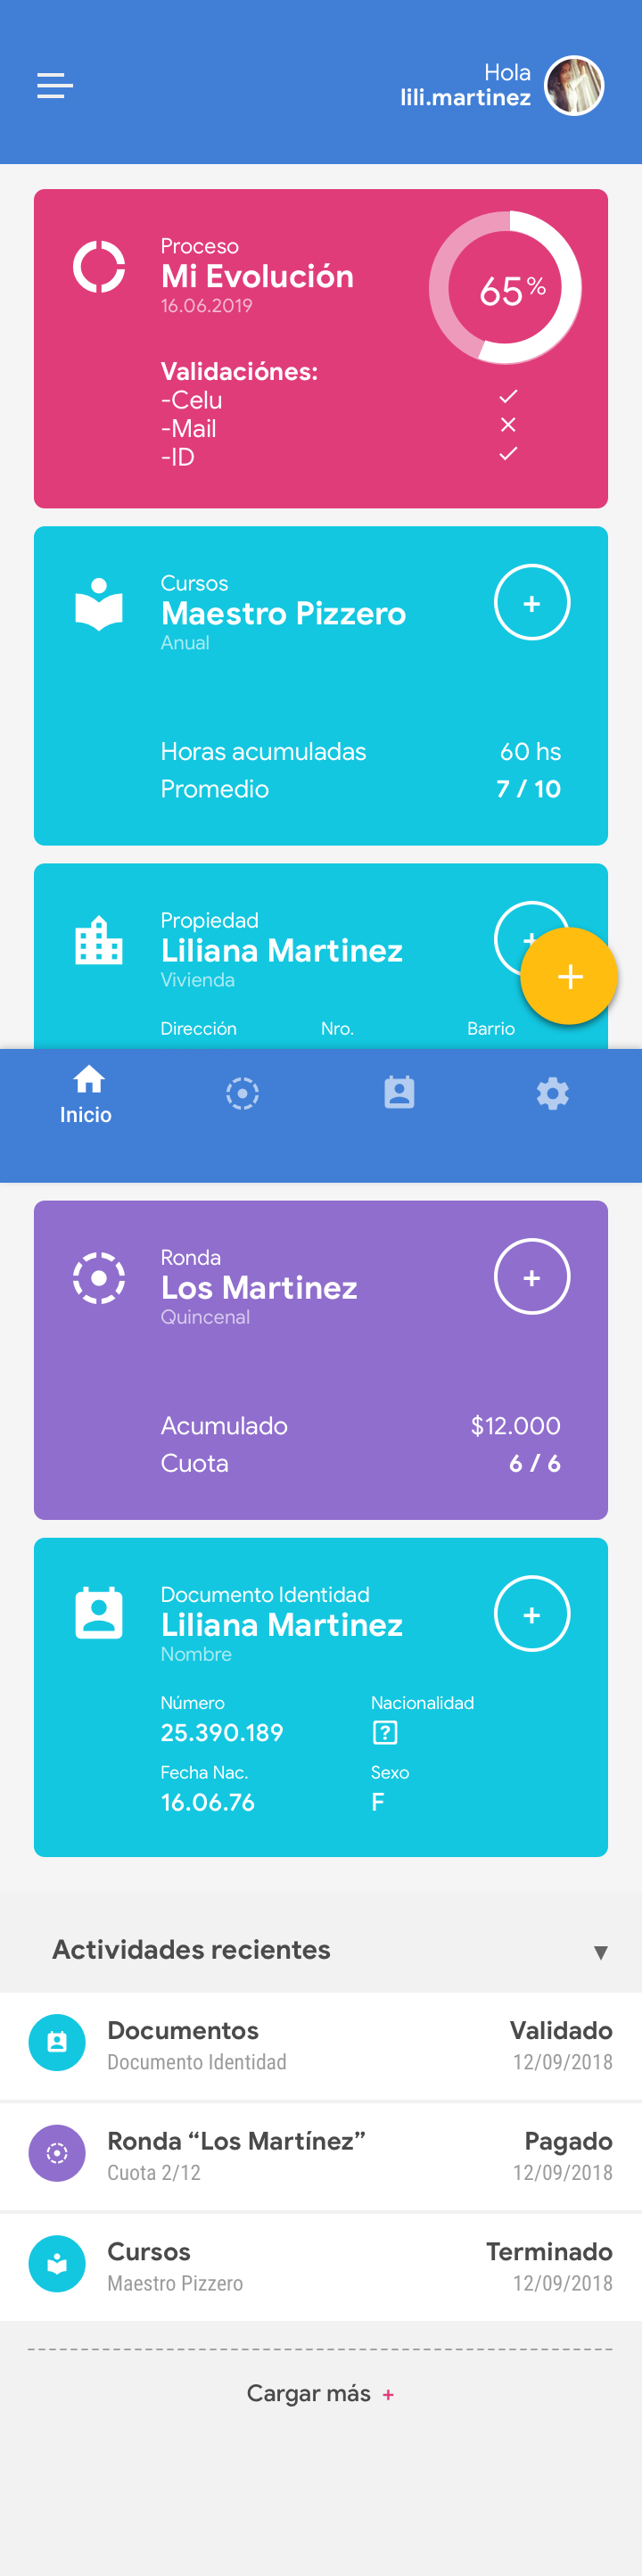 Hola
lili.martinez
Proceso
Mi Evolución
16.06.2019
65%
Validaciónes:
-Celu
-Mail
-ID
Cursos
Maestro Pizzero
Anual
+
Horas acumuladas 60 hs
Promedio 7 / 10
Propiedad
Liliana Martinez
Vivienda
+
+
Dirección Nro. Barrio
Inicio
Ronda
Los Martinez
Quincenal
+
Acumulado $12.000
Cuota 6 / 6
Documento Identidad
Liliana Martinez
Nombre
+
Número Nacionalidad
25.390.189 ?
Fecha Nac. Sexo
16.06.76 F
Actividades recientes
Documentos Validado
Documento Identidad 12/09/2018
Ronda “Los Martínez” Pagado
Cuota 2/12 12/09/2018
Cursos Terminado
Maestro Pizzero 12/09/2018
Cargar más +